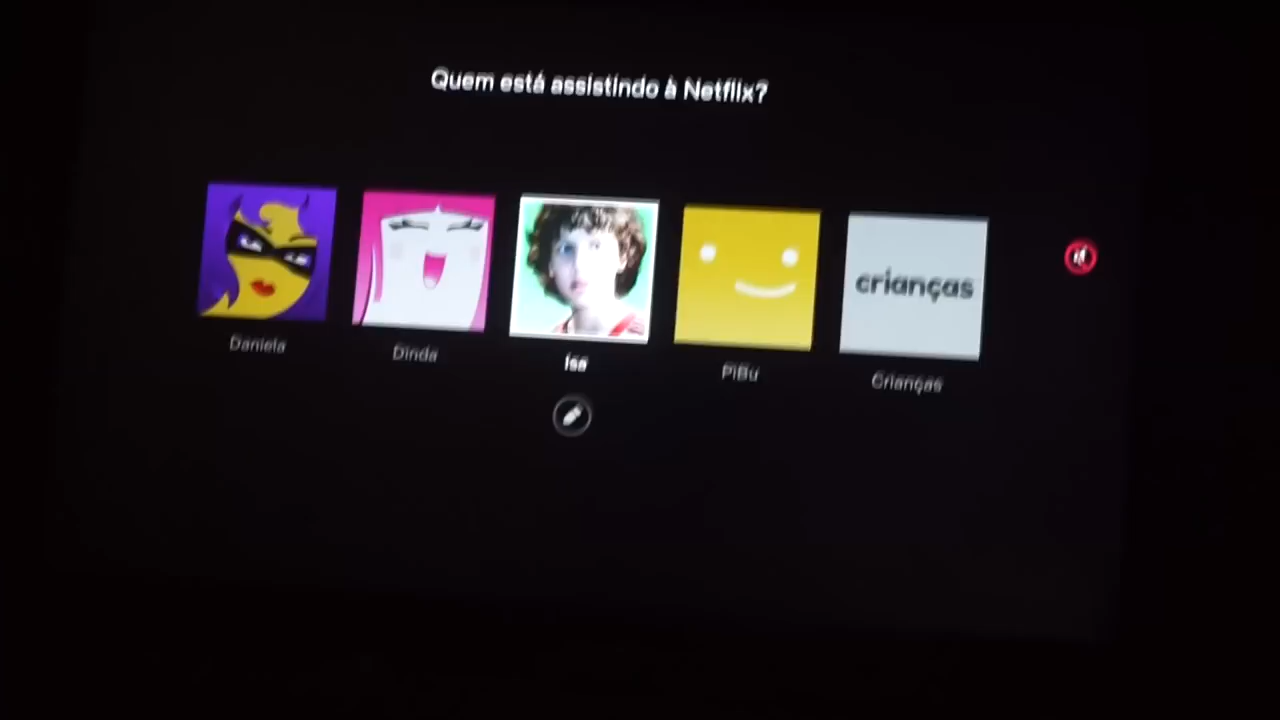 Quem está assistindo à Netflix?
Daniela
Dinda
Isa
PiBu
crianças
Crianças